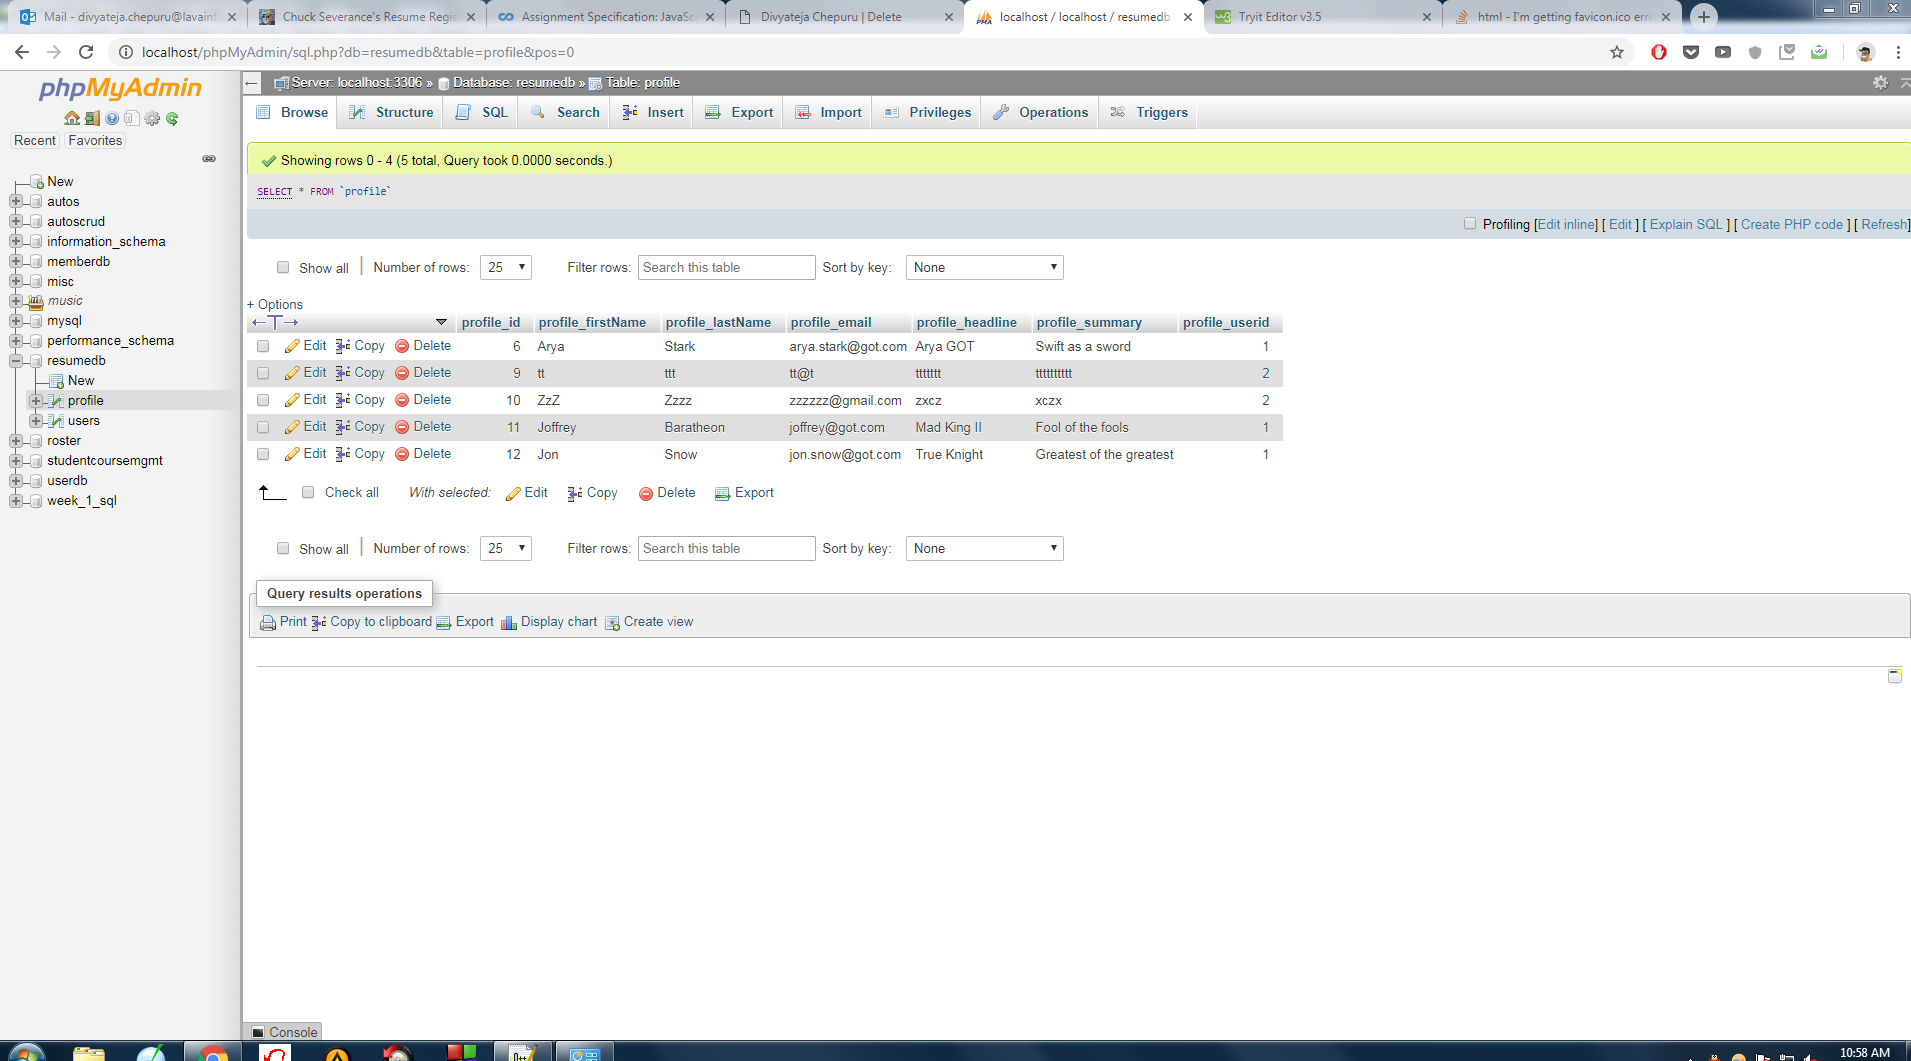 Mail - divyateja.chepuru@lavaint
Chuck Severance's Resume Regis
Assignment Specification: JavaSc
Divyateja Chepuru | Delete
localhost / localhost / resumedb
Tryit Editor v3.5
html - I'm getting favicon.ico erro
localhost/phpMyAdmin/sql.php?db=resumedb&table=profile&pos=0
phpMyAdmin
Recent Favorites
New
autos
autoscrud
information_schema
memberdb
misc
music
mysql
performance_schema
resumedb
New
profile
users
roster
studentcoursemgmt
userdb
week_1_sql
Server: localhost:3306 » Database: resumedb » Table: profile
Browse Structure SQL Search Insert Export Import Privileges Operations Triggers
Showing rows 0 - 4 (5 total, Query took 0.0000 seconds.)
SELECT * FROM `profile`
Profiling [Edit inline] [ Edit ] [ Explain SQL ] [ Create PHP code ] [ Refresh]
Show all | Number of rows: 25 Filter rows: Search this table Sort by key: None
+ Options
profile_id profile_firstName profile_lastName profile_email profile_headline profile_summary profile_userid
Edit Copy Delete 6 Arya Stark arya.stark@got.com Arya GOT Swift as a sword 1
Edit Copy Delete 9 tt ttt tt@t ttttttt tttttttttt 2
Edit Copy Delete 10 ZzZ Zzzz zzzzzz@gmail.com zxcz xczx 2
Edit Copy Delete 11 Joffrey Baratheon joffrey@got.com Mad King II Fool of the fools 1
Edit Copy Delete 12 Jon Snow jon.snow@got.com True Knight Greatest of the greatest 1
Check all With selected: Edit Copy Delete Export
Show all | Number of rows: 25 Filter rows: Search this table Sort by key: None
Query results operations
Print Copy to clipboard Export Display chart Create view
Console
10:58 AM